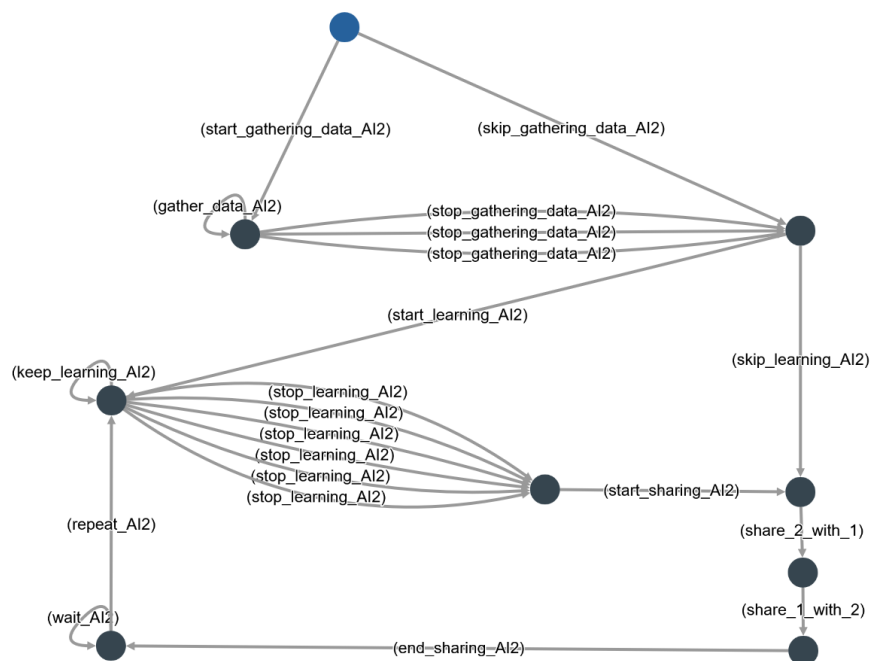 (start_gathering_data_AI2)
(skip_gathering_data_AI2)
(gather_data_AI2)
(stop_gathering_data_AI2)
(stop_gathering_data_AI2)
(stop_gathering_data_AI2)
(start_learning_AI2)
(skip_learning_AI2)
(keep_learning_AI2)
(stop_learning_AI2)
(stop_learning_AI2)
(stop_learning_AI2)
(stop_learning_AI2)
(stop_learning_AI2)
(stop_learning_AI2)
(start_sharing_AI2)
(repeat_AI2)
(share_2_with_1)
(share_1_with_2)
(wait_AI2)
(end_sharing_AI2)